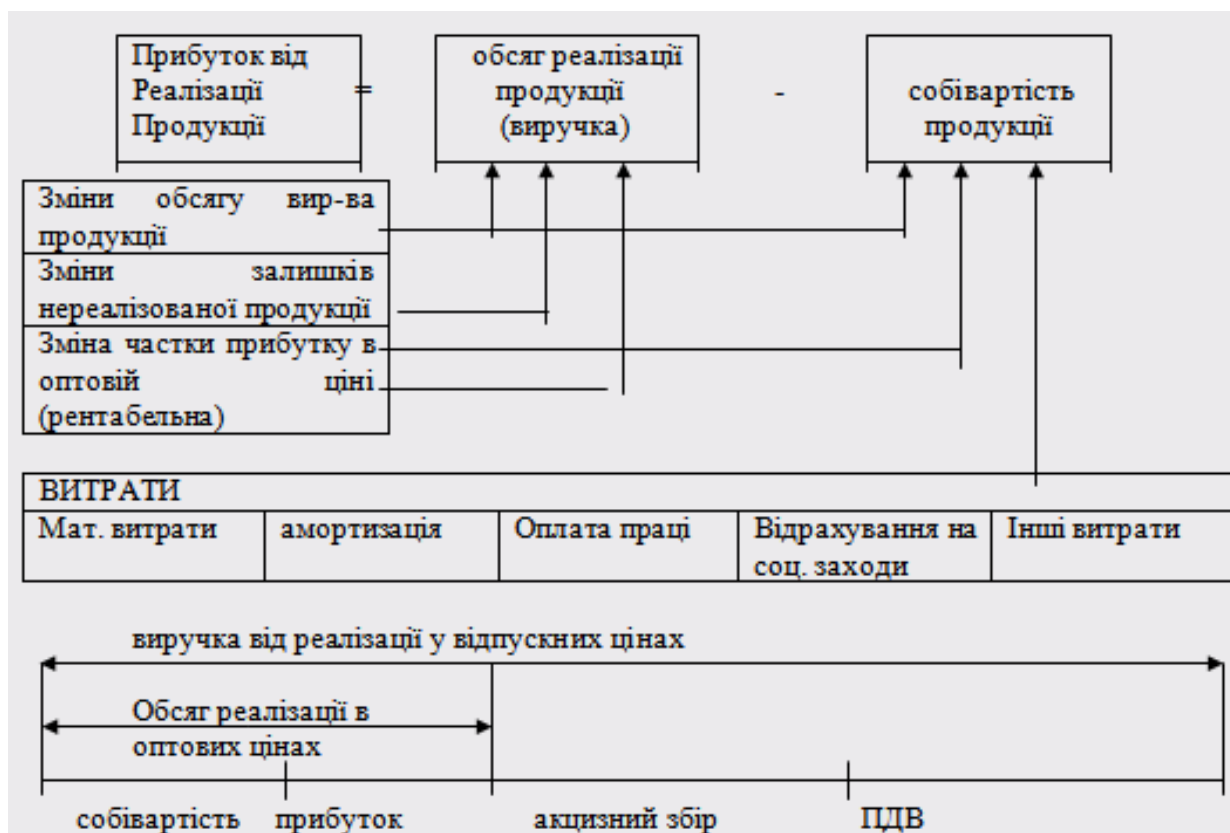 Прибуток від
Реалізації
Продукції
=
обсяг реалізації
продукції
(виручка)
-
собівартість
продукції
Зміни обсягу вир-ва
продукції
Зміни залишків
нереалізованої продукції
Зміна частки прибутку в
оптовій ціні
(рентабельна)
ВИТРАТИ
Мат. витрати
амортизація
Оплата праці
Відрахування на
соц. заходи
Інші витрати
виручка від реалізації у відпускних цінах
Обсяг реалізації в
оптових цінах
собівартість прибуток акцизний збір ПДВ